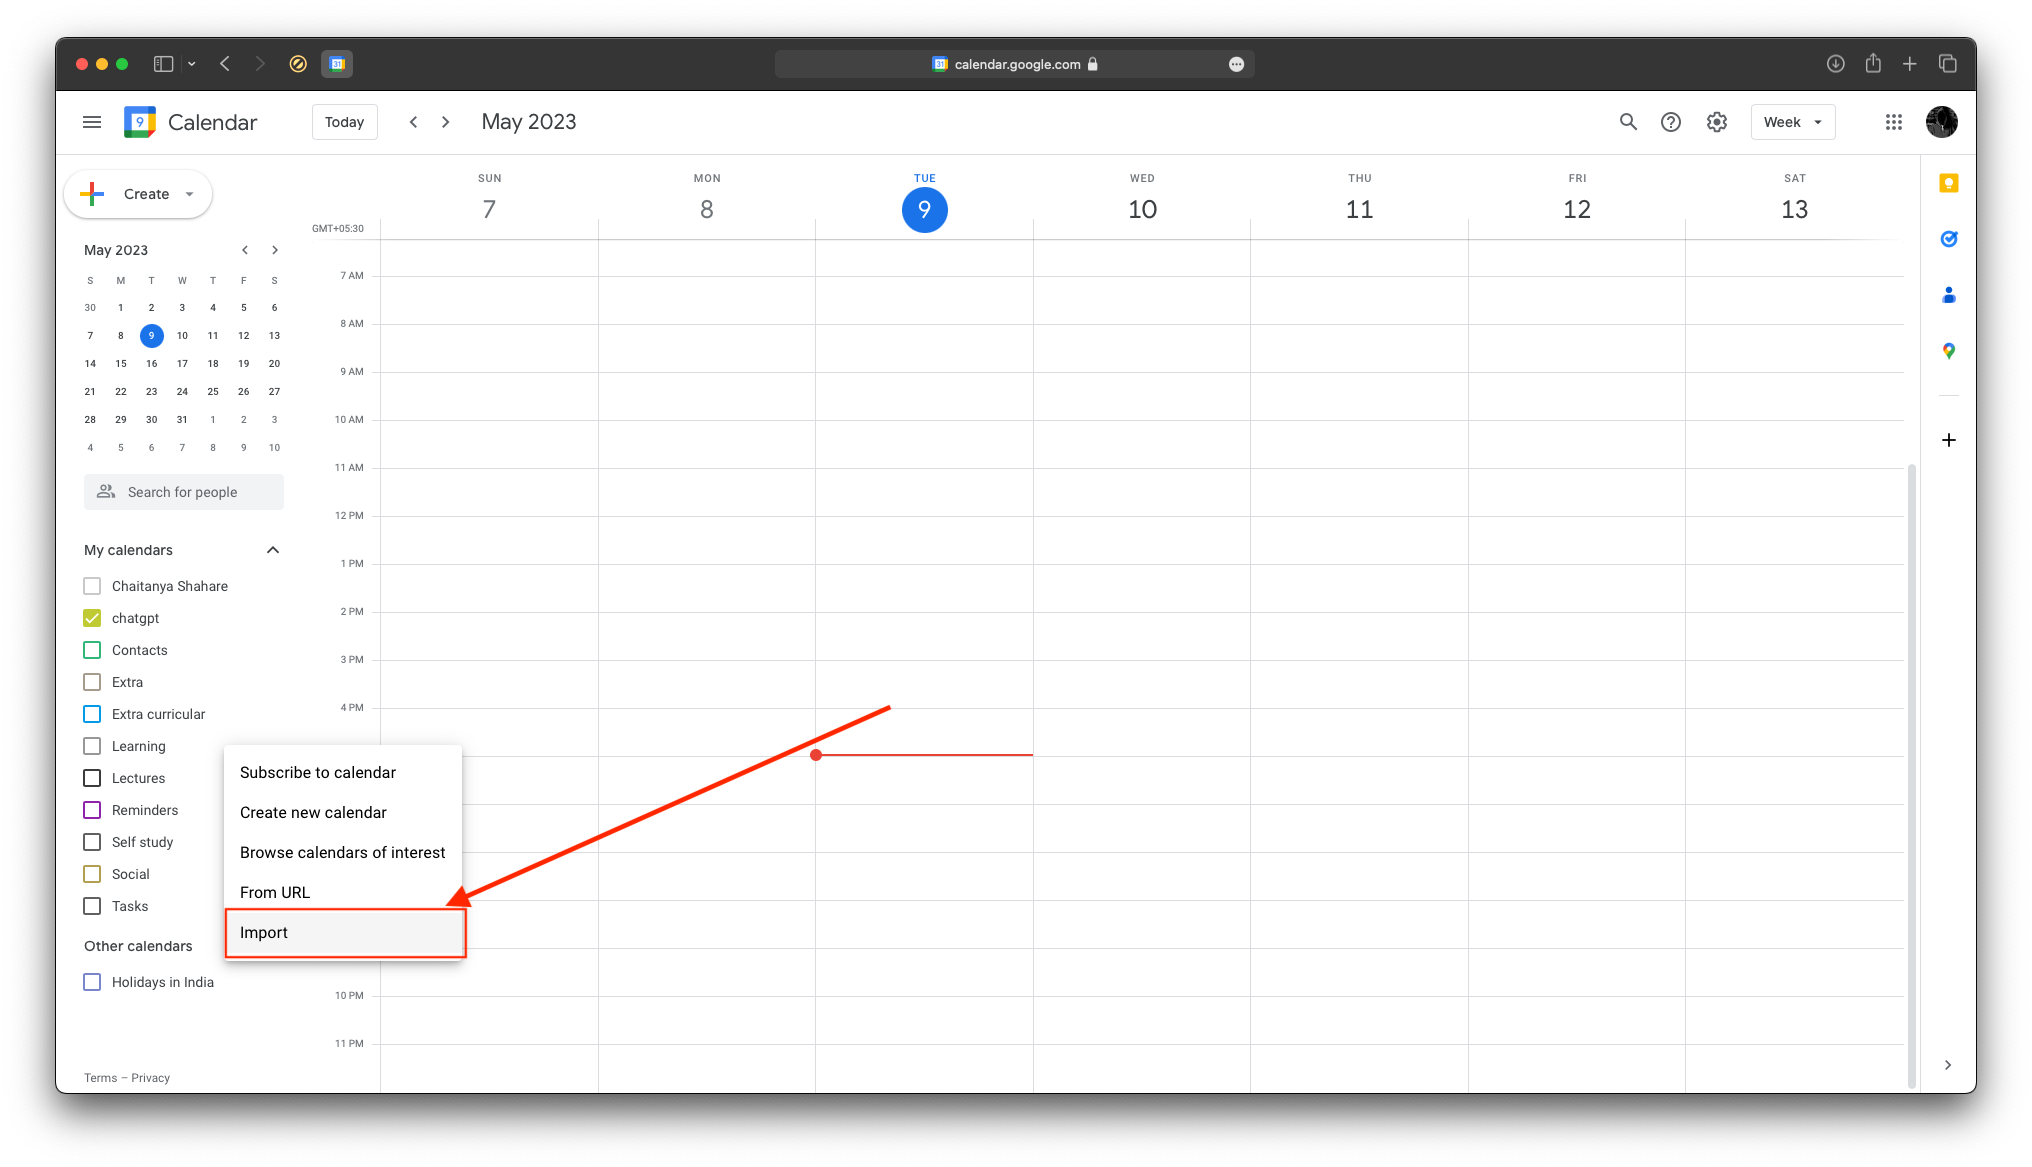 calendar.google.com
Calendar
Today
May 2023
Week
Create
SUN MON TUE WED THU FRI SAT
7 8 9 10 11 12 13
GMT+05:30
May 2023
S M T W T F S
30 1 2 3 4 5 6
7 8 9 10 11 12 13
14 15 16 17 18 19 20
21 22 23 24 25 26 27
28 29 30 31 1 2 3
4 5 6 7 8 9 10
Search for people
My calendars
Chaitanya Shahare
chatgpt
Contacts
Extra
Extra curricular
Learning
Lectures
Reminders
Self study
Social
Tasks
Other calendars
Holidays in India
Terms – Privacy
Subscribe to calendar
Create new calendar
Browse calendars of interest
From URL
Import
7 AM
8 AM
9 AM
10 AM
11 AM
12 PM
1 PM
2 PM
3 PM
4 PM
10 PM
11 PM